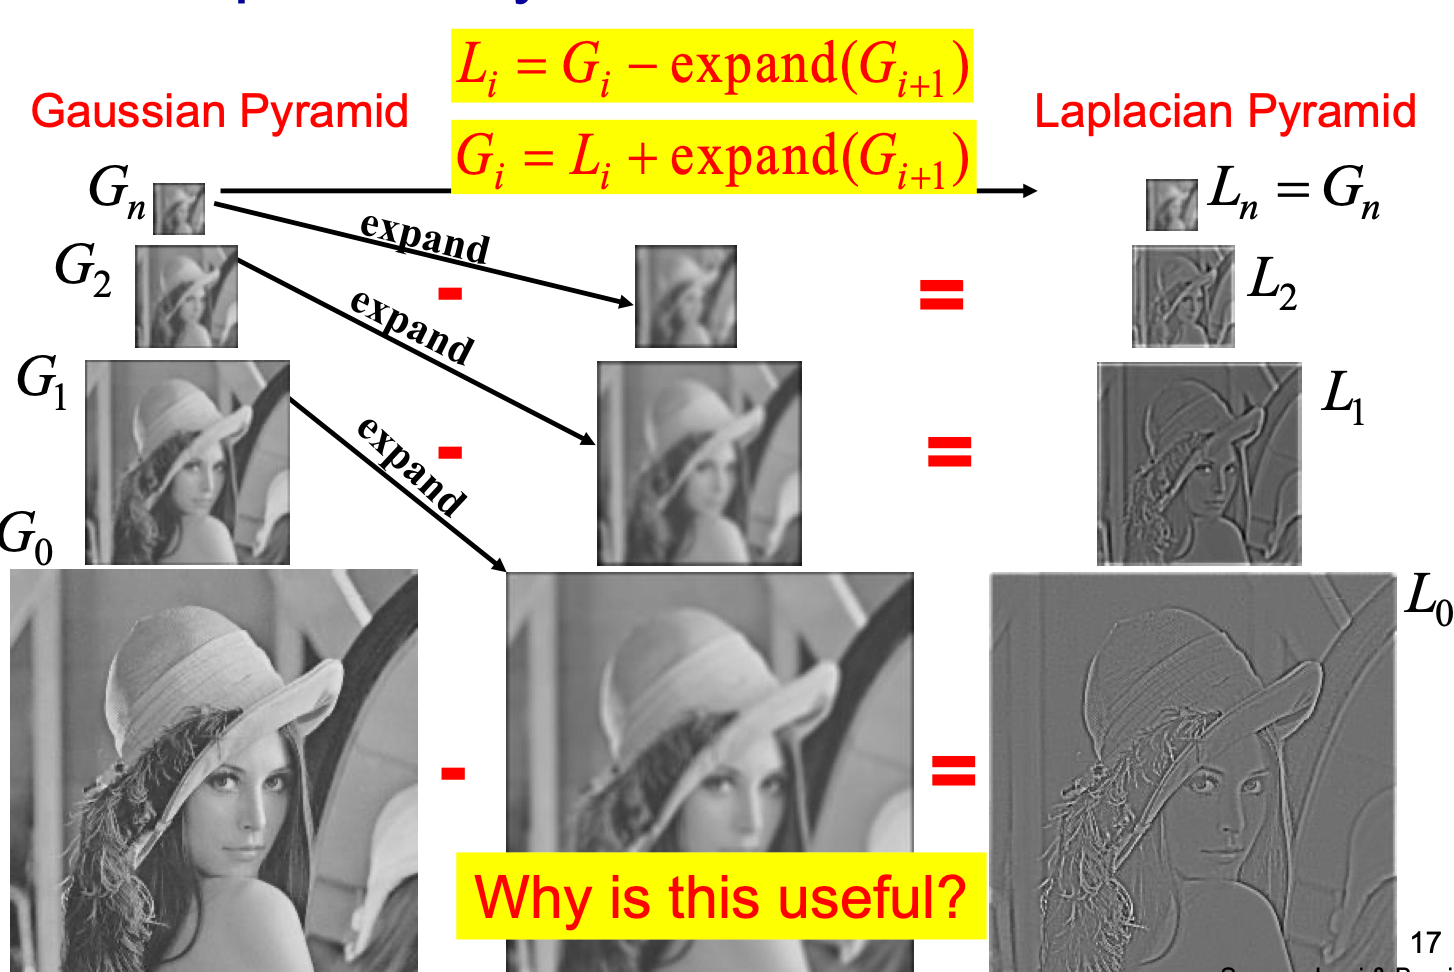 L_i = G_i − expand(G_{i+1})
Gaussian Pyramid
Laplacian Pyramid
G_i = L_i + expand(G_{i+1})
G_n
L_n = G_n
expand
G_2
-
=
L_2
expand
G_1
-
=
L_1
expand
G_0
L_0
-
=
Why is this useful?
17